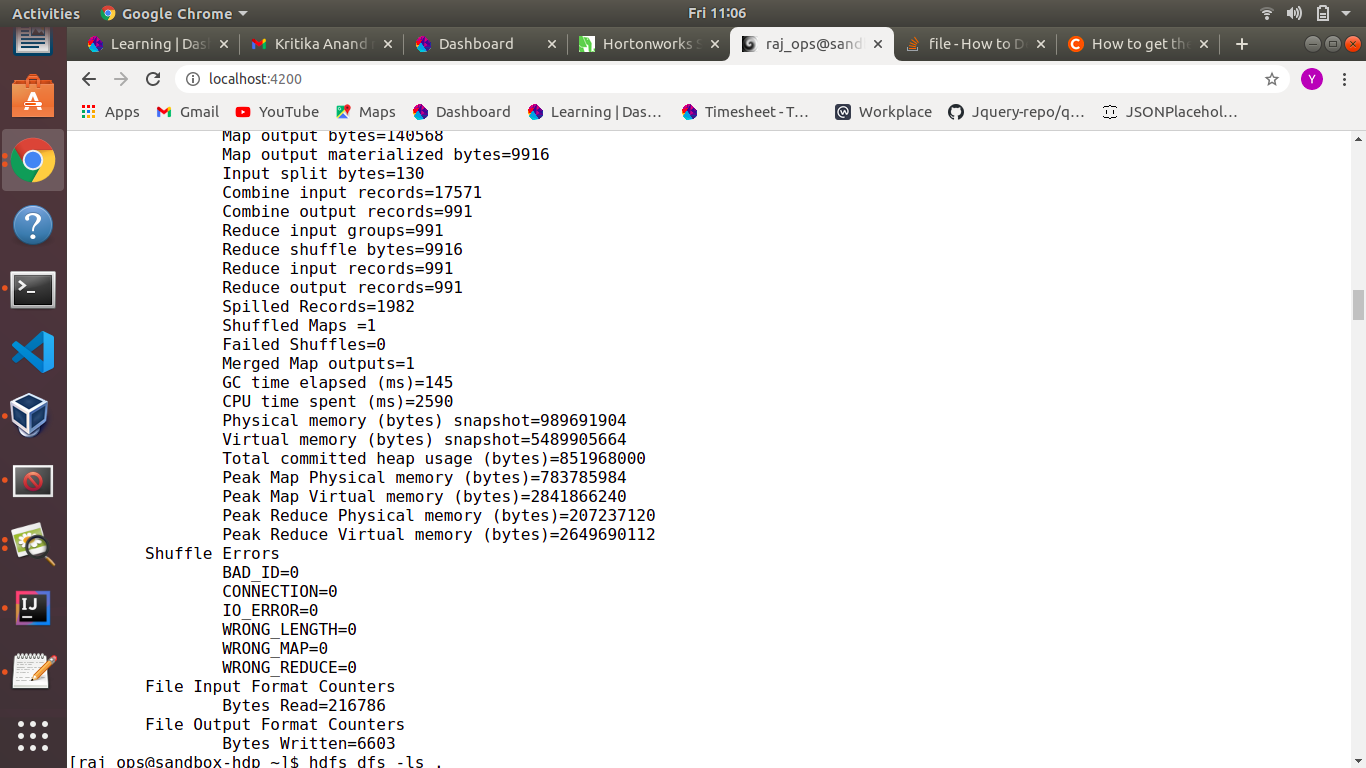 Activities Google Chrome Fri 11:06
Learning | Das Kritika Anand Dashboard Hortonworks S raj_ops@sand file - How to D How to get the
localhost:4200 Y
Apps Gmail YouTube Maps Dashboard Learning | Das... Timesheet - T... Workplace Jquery-repo/q... JSONPlacehol...
Map output bytes=140568
Map output materialized bytes=9916
Input split bytes=130
Combine input records=17571
Combine output records=991
Reduce input groups=991
Reduce shuffle bytes=9916
Reduce input records=991
Reduce output records=991
Spilled Records=1982
Shuffled Maps =1
Failed Shuffles=0
Merged Map outputs=1
GC time elapsed (ms)=145
CPU time spent (ms)=2590
Physical memory (bytes) snapshot=989691904
Virtual memory (bytes) snapshot=5489905664
Total committed heap usage (bytes)=851968000
Peak Map Physical memory (bytes)=783785984
Peak Map Virtual memory (bytes)=2841866240
Peak Reduce Physical memory (bytes)=207237120
Peak Reduce Virtual memory (bytes)=2649690112
Shuffle Errors
BAD_ID=0
CONNECTION=0
IO_ERROR=0
WRONG_LENGTH=0
WRONG_MAP=0
WRONG_REDUCE=0
File Input Format Counters
Bytes Read=216786
File Output Format Counters
Bytes Written=6603
[raj_ops@sandbox-hdp ~]$ hdfs dfs -ls .